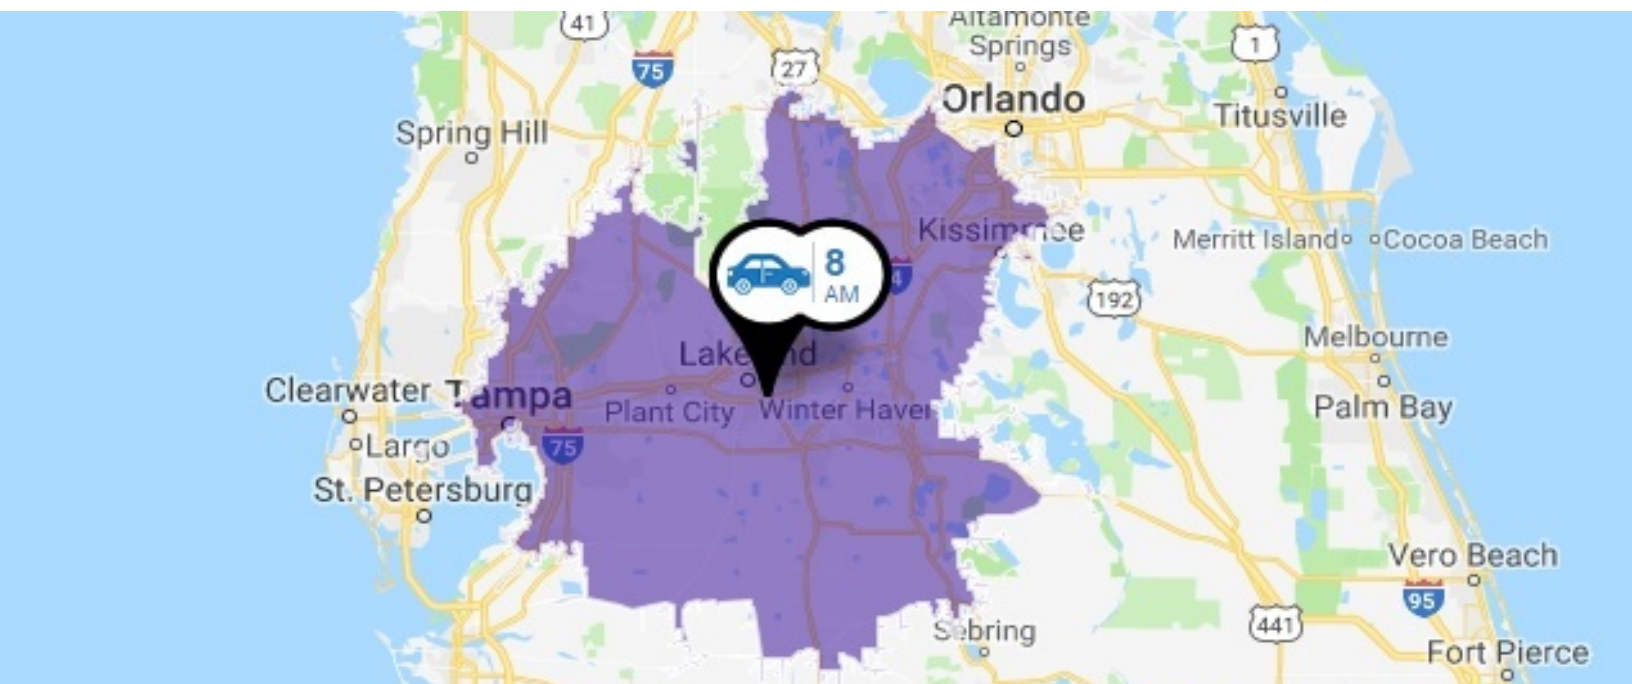 41
Altamonte
Springs
1
75
27
Orlando
Titusville
Spring Hill
Kissimmee
Merritt Island
Cocoa Beach
8
AM
4
192
Melbourne
Lakeland
Clearwater
Tampa
Plant City
Winter Haven
Palm Bay
Largo
75
St. Petersburg
Vero Beach
95
Sebring
441
Fort Pierce